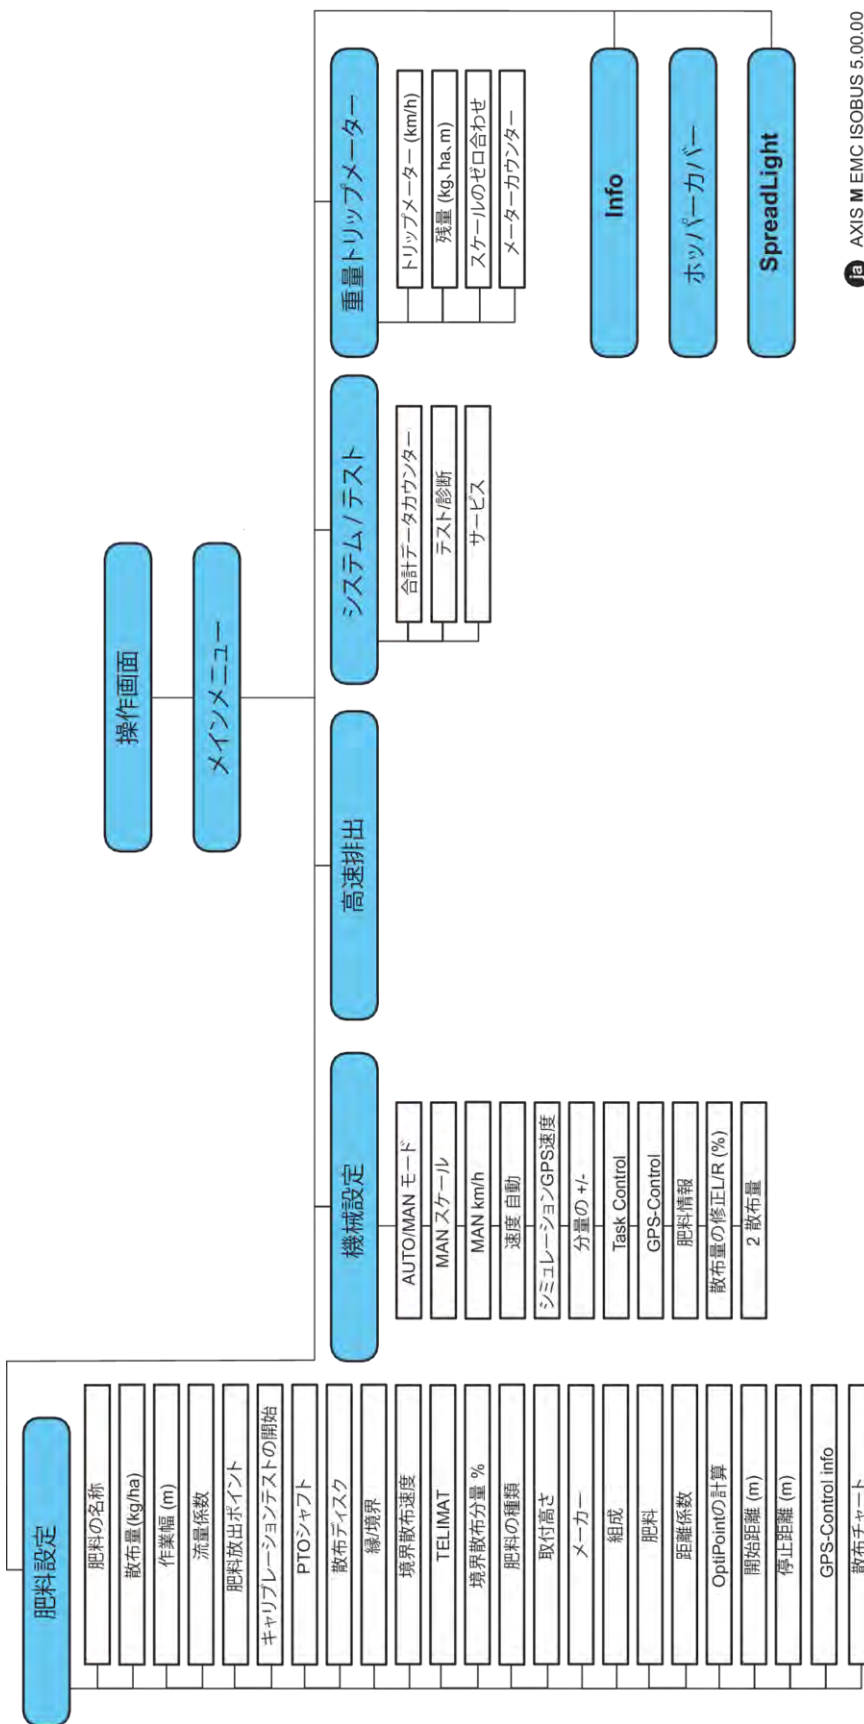 操作画面
メインメニュー
肥料設定
肥料の名称
散布量 (kg/ha)
作業幅 (m)
流量係数
肥料放出ポイント
キャリブレーションテストの開始
PTOシャフト
散布ディスク
縁/境界
境界散布速度
TELIMAT
境界散布分量 %
肥料の種類
取付高さ
メーカー
組成
肥料
距離係数
OptiPointの計算
開始距離 (m)
停止距離 (m)
GPS-Control info
散布チャート
機械設定
AUTO/MAN モード
MAN スケール
MAN km/h
速度 自動
シミュレーションGPS速度
分量の +/-
Task Control
GPS-Control
肥料情報
散布量の修正L/R (%)
2 散布量
高速排出
システム / テスト
合計データカウンター
テスト/診断
サービス
重量トリップメーター
トリップメーター (km/h)
残量 (kg、ha、m)
スケールのゼロ合わせ
メーターカウンター
Info
ホッパーカバー
SpreadLight
ja AXIS M EMC ISOBUS 5.00.00